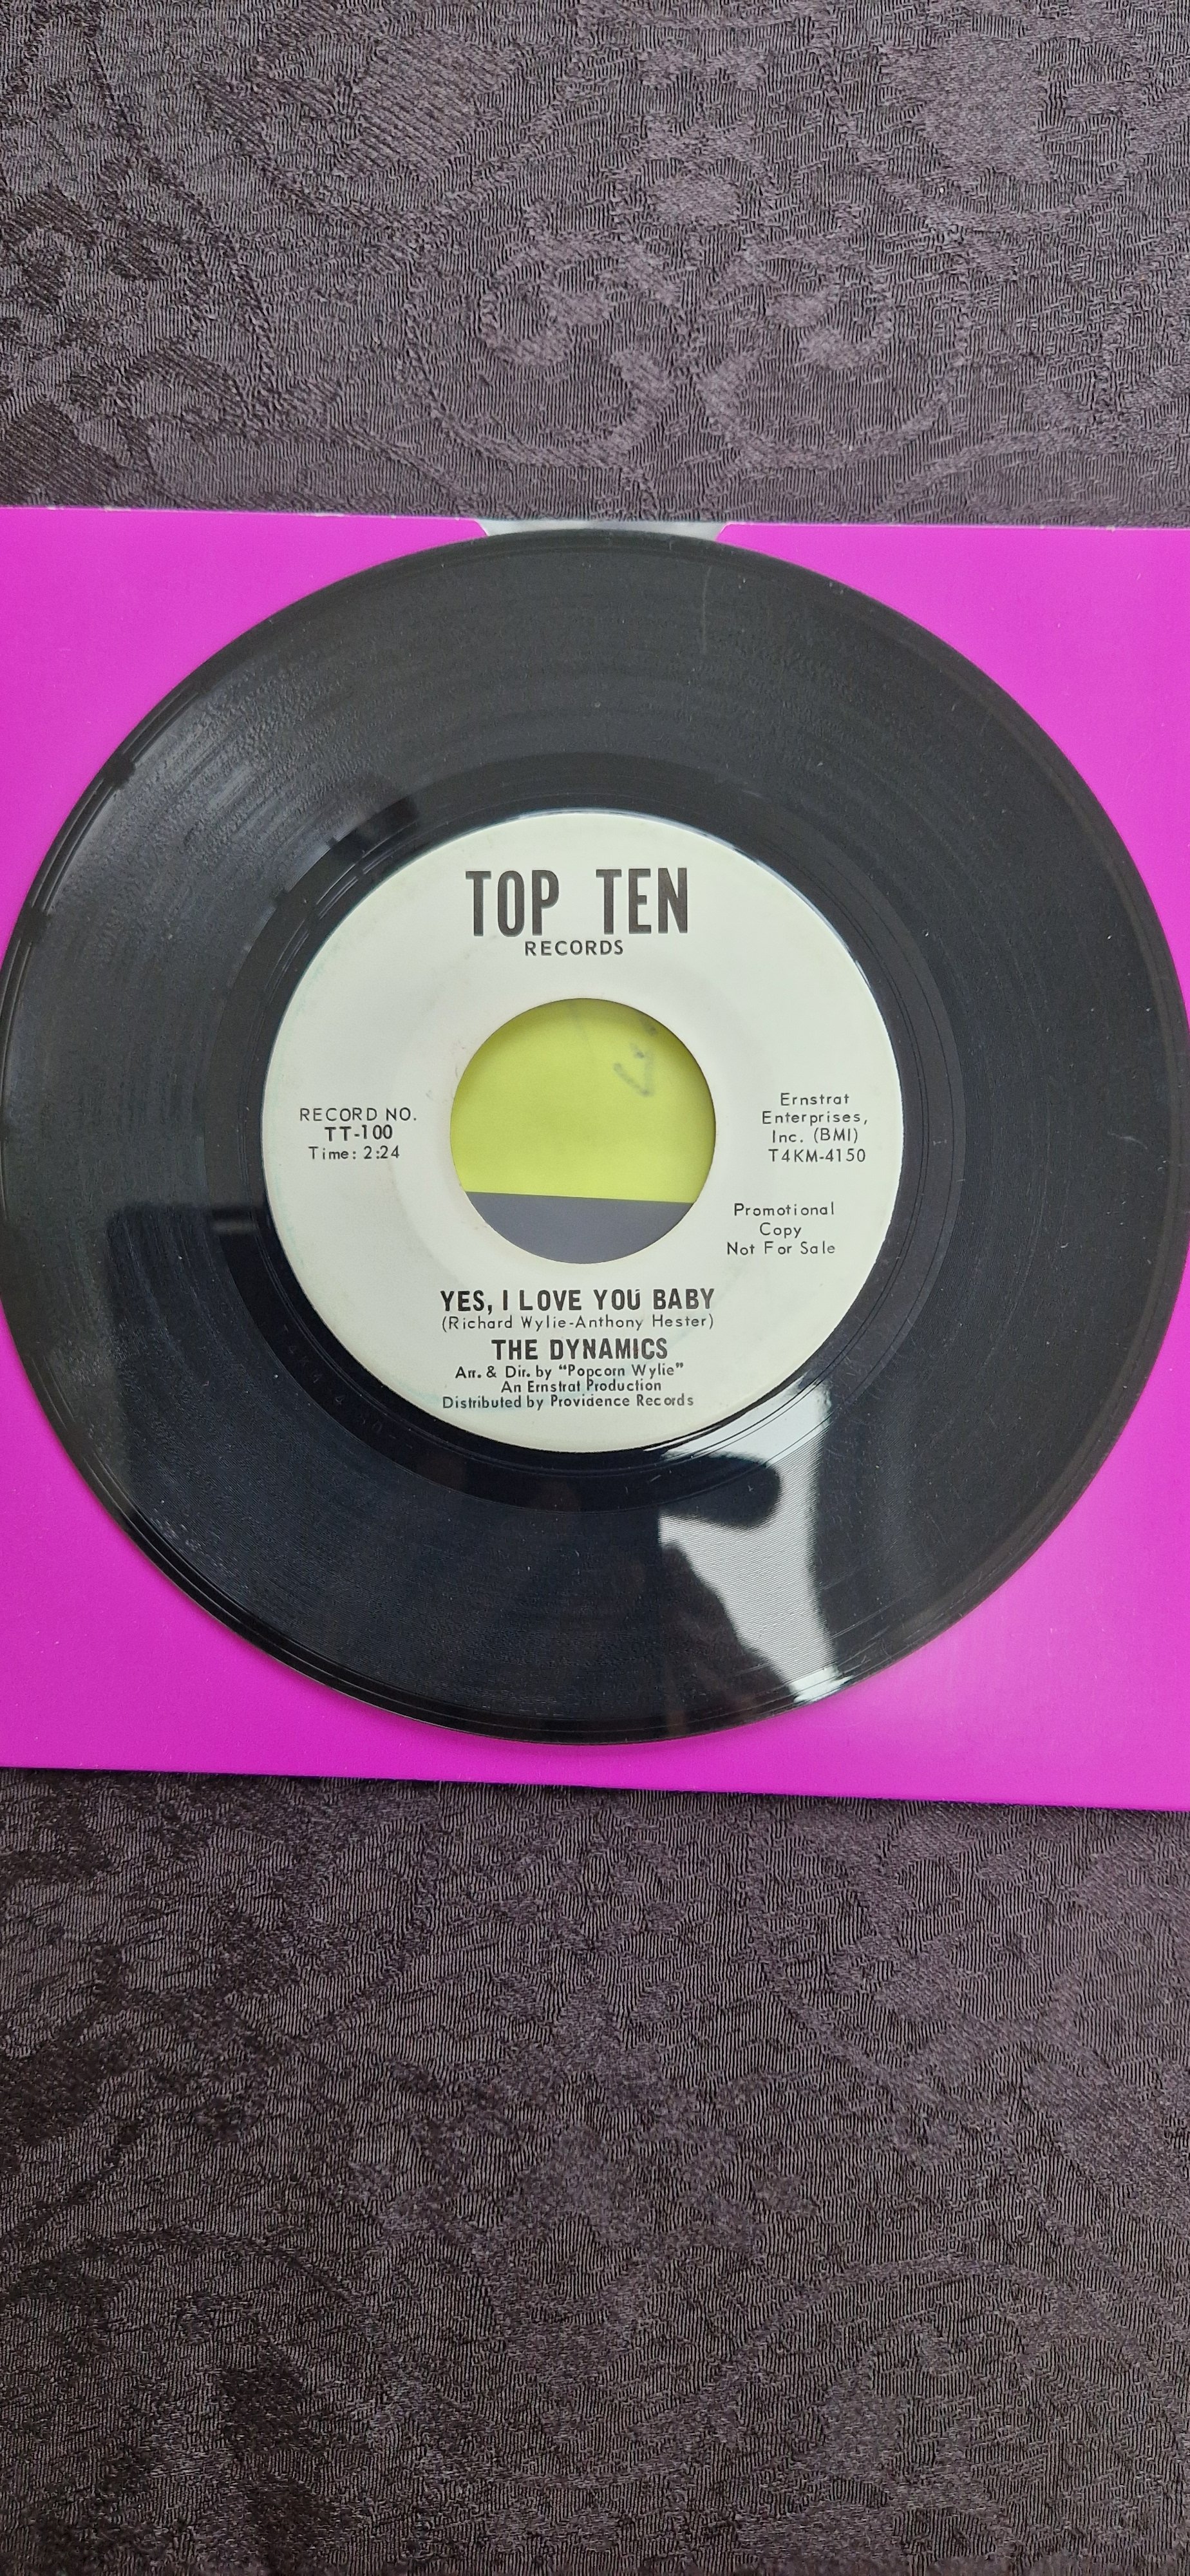 TOP TEN
RECORDS
RECORD NO.
TT-100
Time: 2:24
Ernstrat
Enterprises,
Inc. (BMI)
T4KM-4150
Promotional
Copy
Not For Sale
YES, I LOVE YOU BABY
(Richard Wylie-Anthony Hester)
THE DYNAMICS
Arr. & Dir. by "Popcorn Wylie"
An Ernstrat Production
Distributed by Providence Records